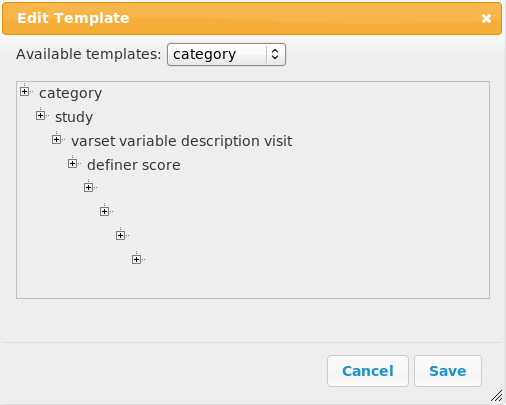 Edit Template
Available templates: category
category
study
varset variable description visit
definer score
Cancel Save